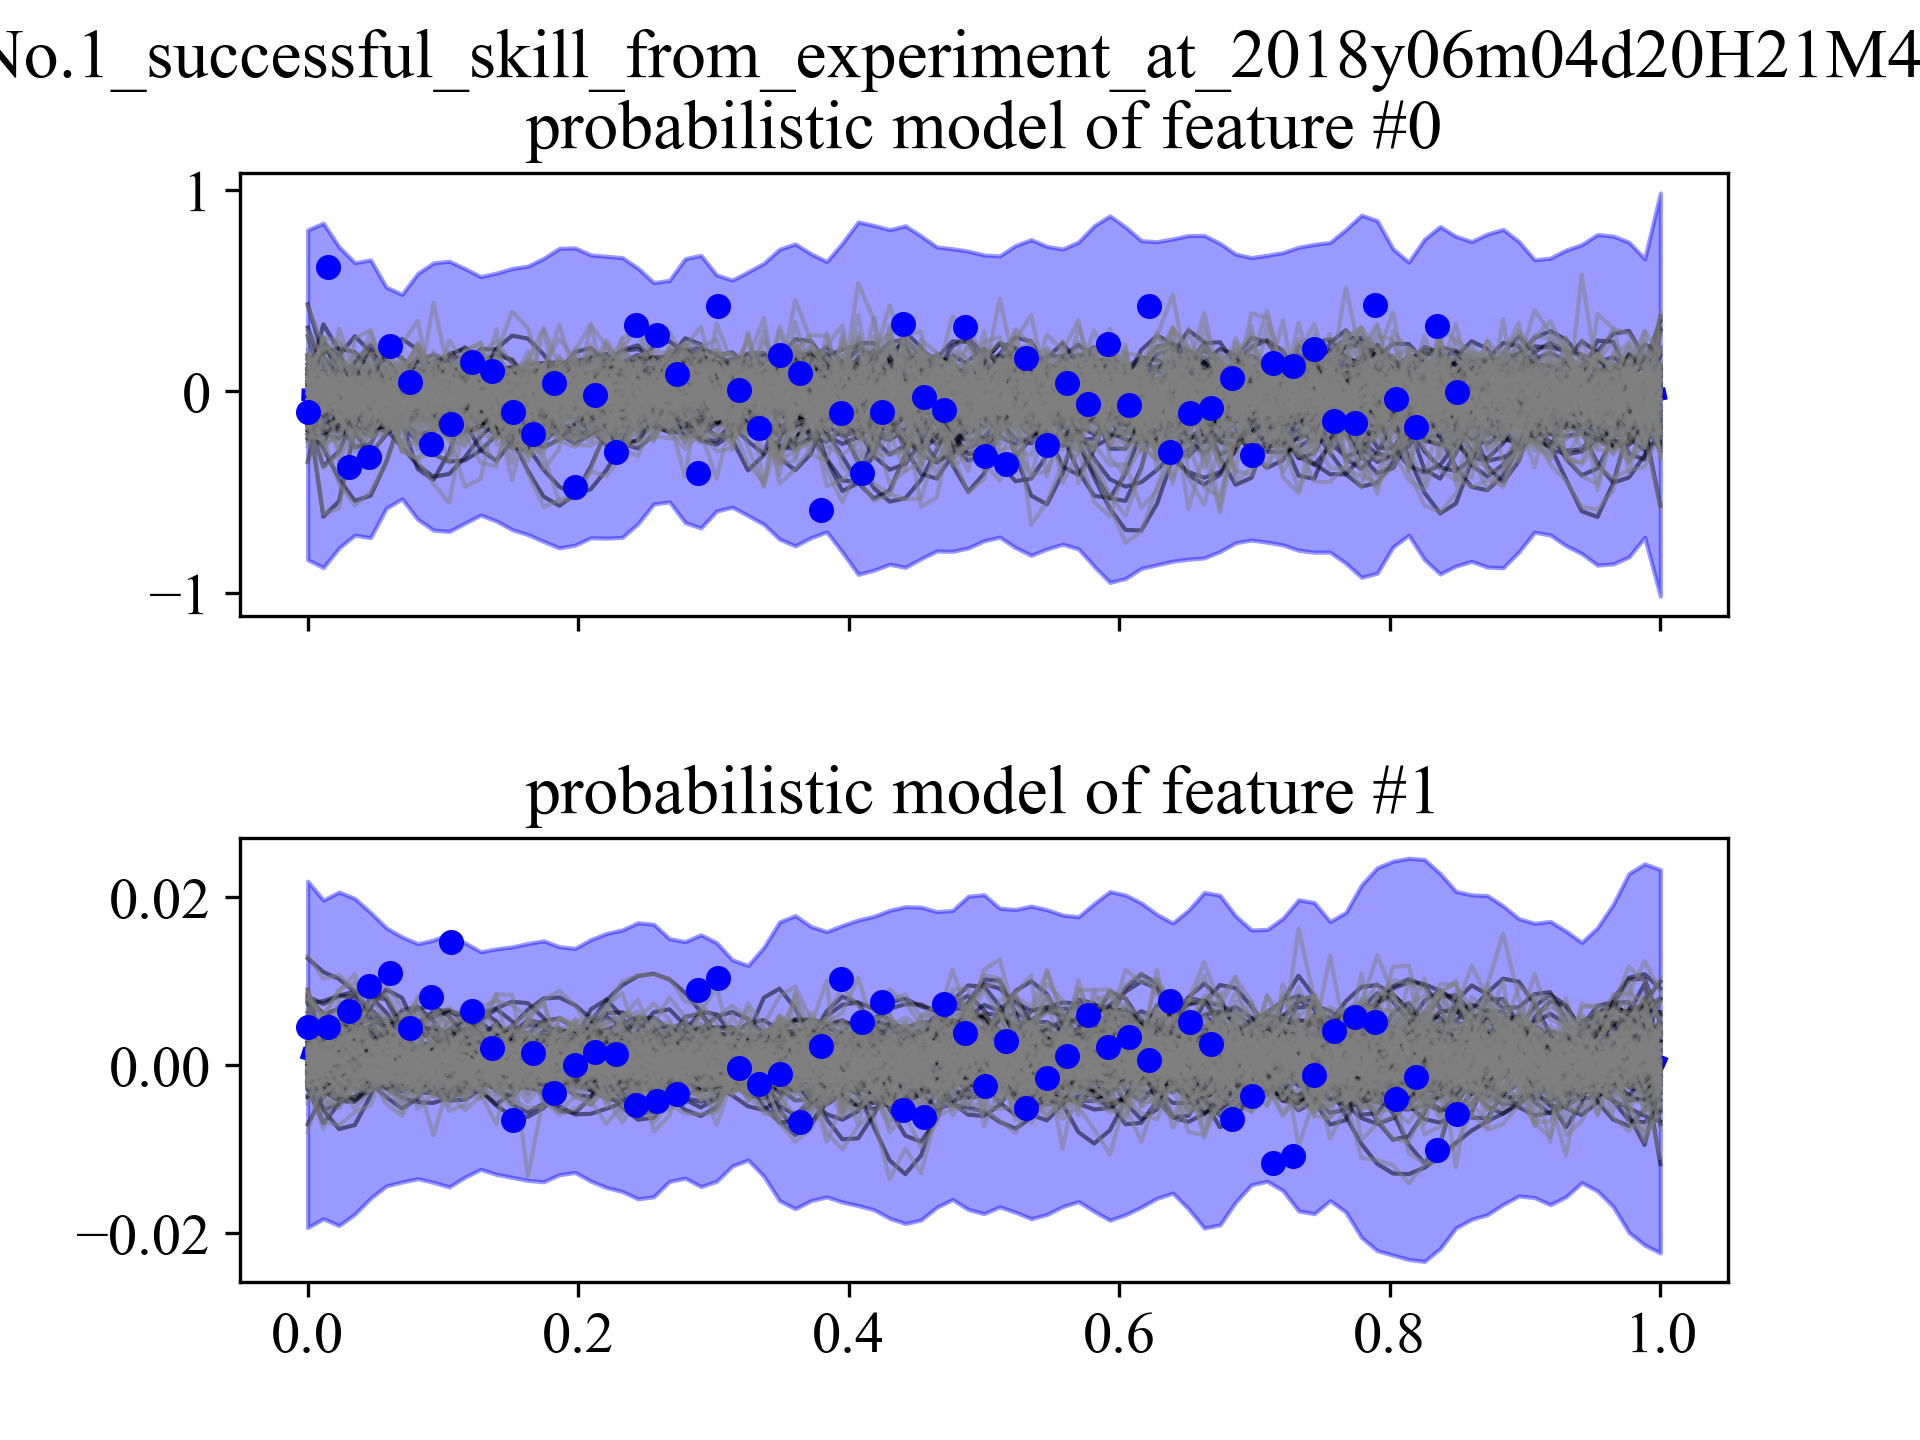 No.1_successful_skill_from_experiment_at_2018y06m04d20H21M4
probabilistic model of feature #0
1
0
−1
probabilistic model of feature #1
0.02
0.00
−0.02
0.0 0.2 0.4 0.6 0.8 1.0